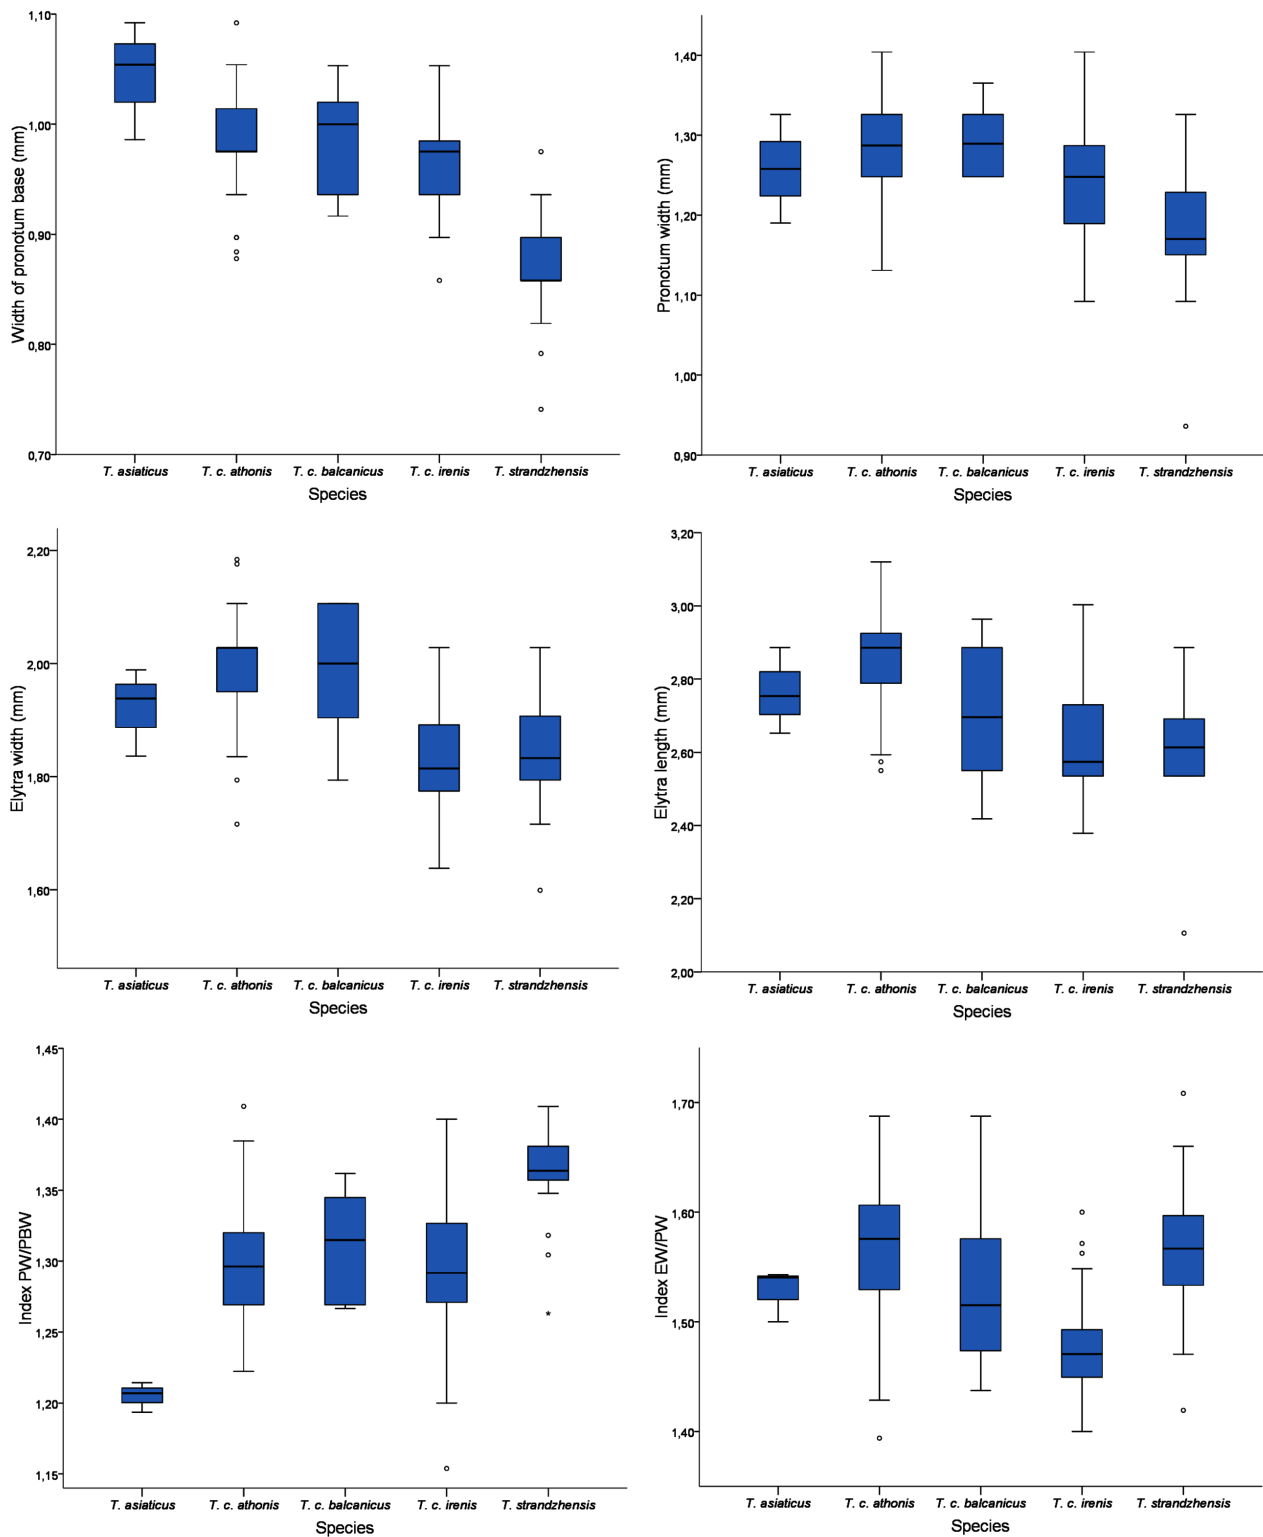 Width of pronotum base (mm)
1,10
1,00
0,90
0,80
0,70
T. asiaticus T. c. athonis T. c. balcanicus T. c. irenis T. strandzhensis
Species
Pronotum width (mm)
1,40
1,30
1,20
1,10
1,00
0,90
T. asiaticus T. c. athonis T. c. balcanicus T. c. irenis T. strandzhensis
Species
Elytra width (mm)
2,20
2,00
1,80
1,60
T. asiaticus T. c. athonis T. c. balcanicus T. c. irenis T. strandzhensis
Species
Elytra length (mm)
3,20
3,00
2,80
2,60
2,40
2,20
2,00
T. asiaticus T. c. athonis T. c. balcanicus T. c. irenis T. strandzhensis
Species
Index PW/PBW
1,45
1,40
1,35
1,30
1,25
1,20
1,15
T. asiaticus T. c. athonis T. c. balcanicus T. c. irenis T. strandzhensis
Species
Index EW/PW
1,70
1,60
1,50
1,40
T. asiaticus T. c. athonis T. c. balcanicus T. c. irenis T. strandzhensis
Species